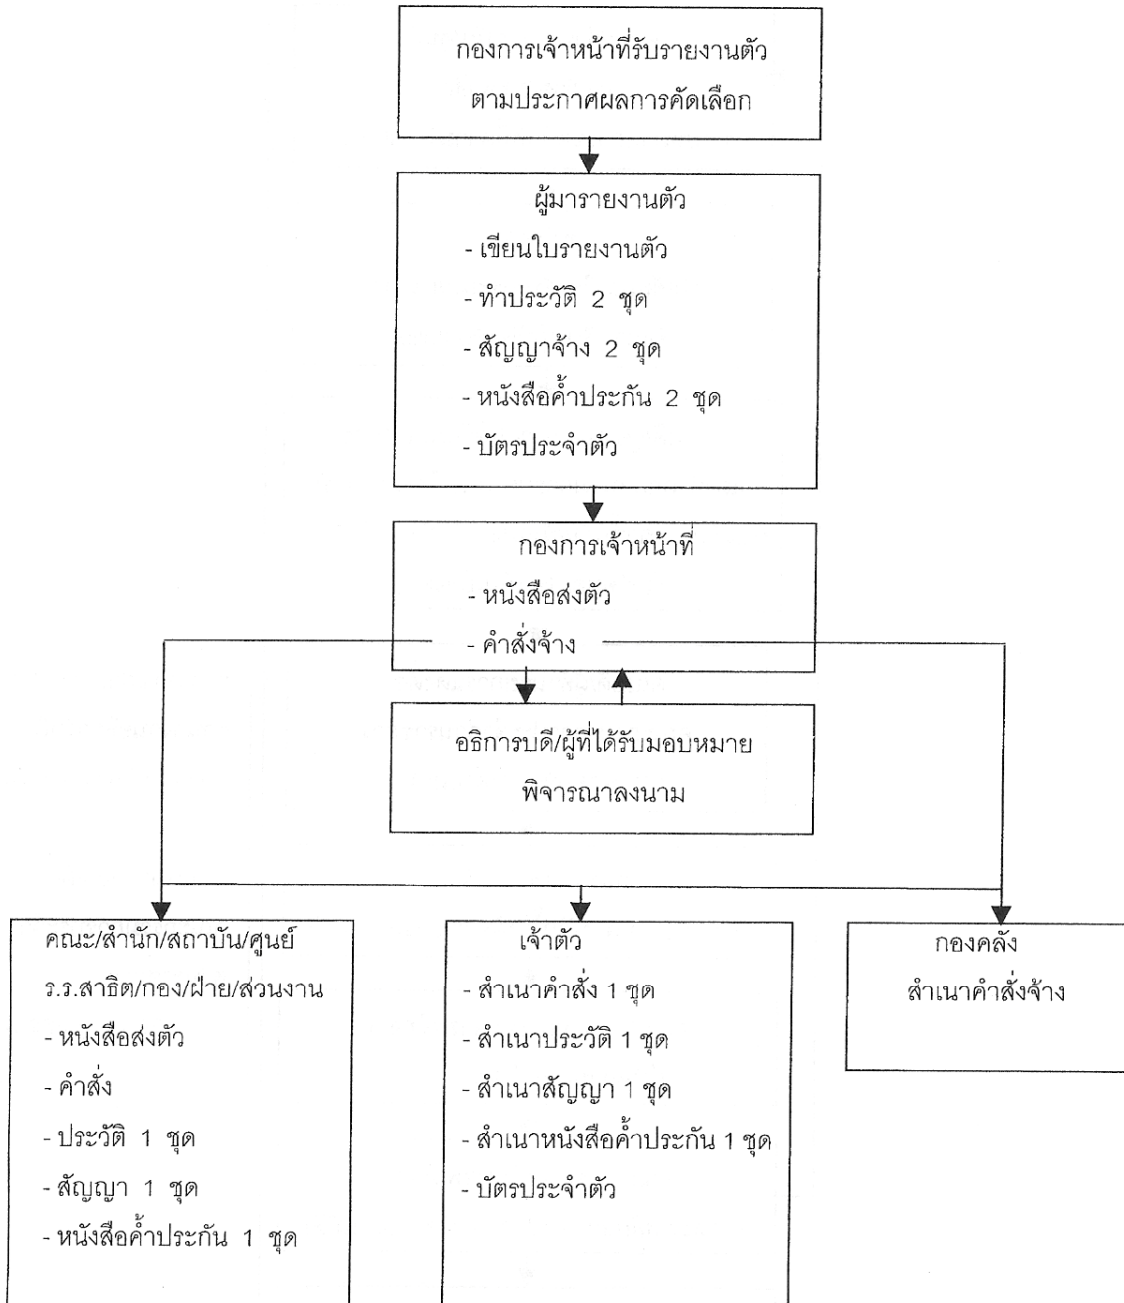 กองการเจ้าหน้าที่รับรายงานตัว
ตามประกาศผลการคัดเลือก
ผู้มารายงานตัว
- เขียนใบรายงานตัว
- ทำประวัติ 2 ชุด
- สัญญาจ้าง 2 ชุด
- หนังสือค้ำประกัน 2 ชุด
- บัตรประจำตัว
กองการเจ้าหน้าที่
- หนังสือส่งตัว
- คำสั่งจ้าง
อธิการบดี/ผู้ที่ได้รับมอบหมาย
พิจารณาลงนาม
คณะ/สำนัก/สถาบัน/ศูนย์
ร.ร.สาธิต/กอง/ฝ่าย/ส่วนงาน
- หนังสือส่งตัว
- คำสั่ง
- ประวัติ 1 ชุด
- สัญญา 1 ชุด
- หนังสือค้ำประกัน 1 ชุด
เจ้าตัว
- สำเนาคำสั่ง 1 ชุด
- สำเนาประวัติ 1 ชุด
- สำเนาสัญญา 1 ชุด
- สำเนาหนังสือค้ำประกัน 1 ชุด
- บัตรประจำตัว
กองคลัง
สำเนาคำสั่งจ้าง